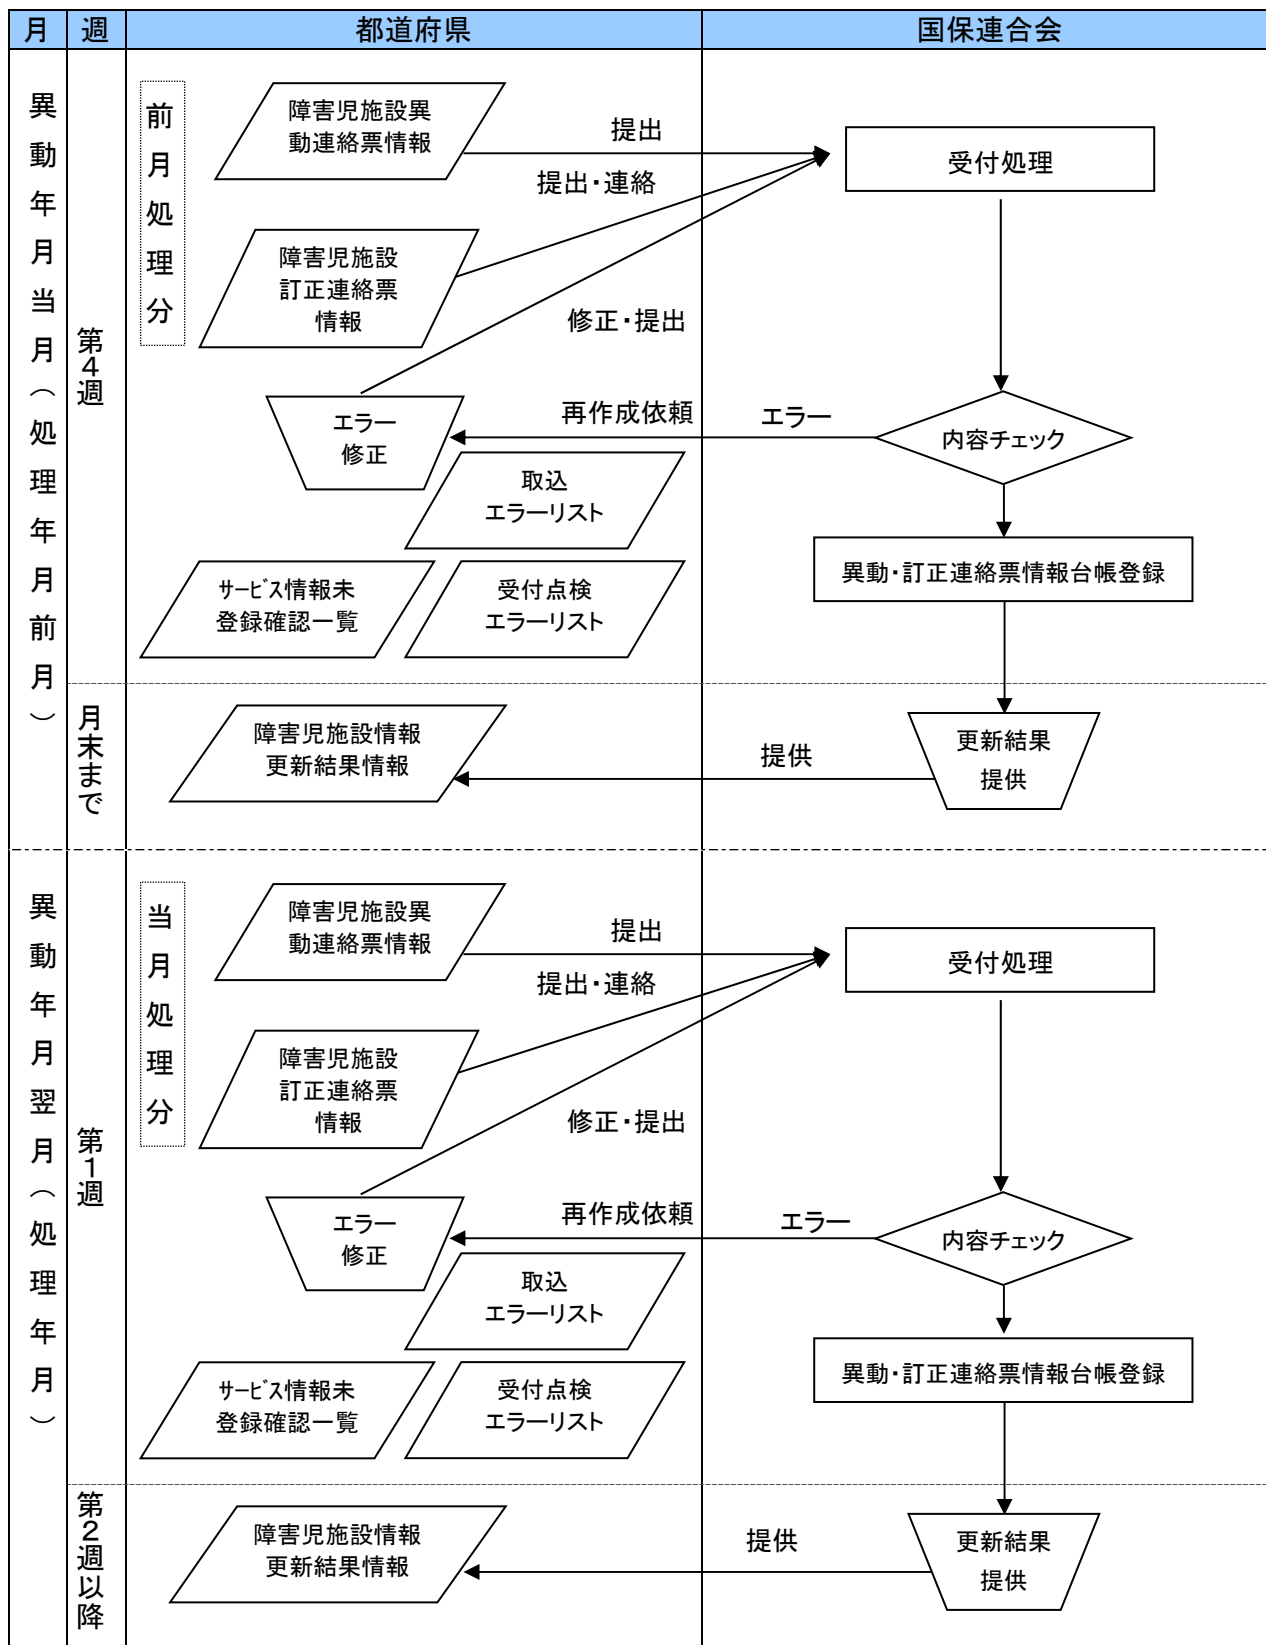 月 週 都道府県 国保連合会
異動年月当月（処理年月前月）
第4週
前月処理分
障害児施設異
動連絡票情報
提出
受付処理
提出・連絡
障害児施設
訂正連絡票
情報
修正・提出
エラー
修正
再作成依頼
エラー
内容チェック
取込
エラーリスト
異動・訂正連絡票情報台帳登録
サービス情報未
登録確認一覧
受付点検
エラーリスト
月末まで
障害児施設情報
更新結果情報
提供
更新結果
提供
異動年月翌月（処理年月）
第1週
当月処理分
障害児施設異
動連絡票情報
提出
受付処理
提出・連絡
障害児施設
訂正連絡票
情報
修正・提出
エラー
修正
再作成依頼
エラー
内容チェック
取込
エラーリスト
異動・訂正連絡票情報台帳登録
サービス情報未
登録確認一覧
受付点検
エラーリスト
第2週以降
障害児施設情報
更新結果情報
提供
更新結果
提供